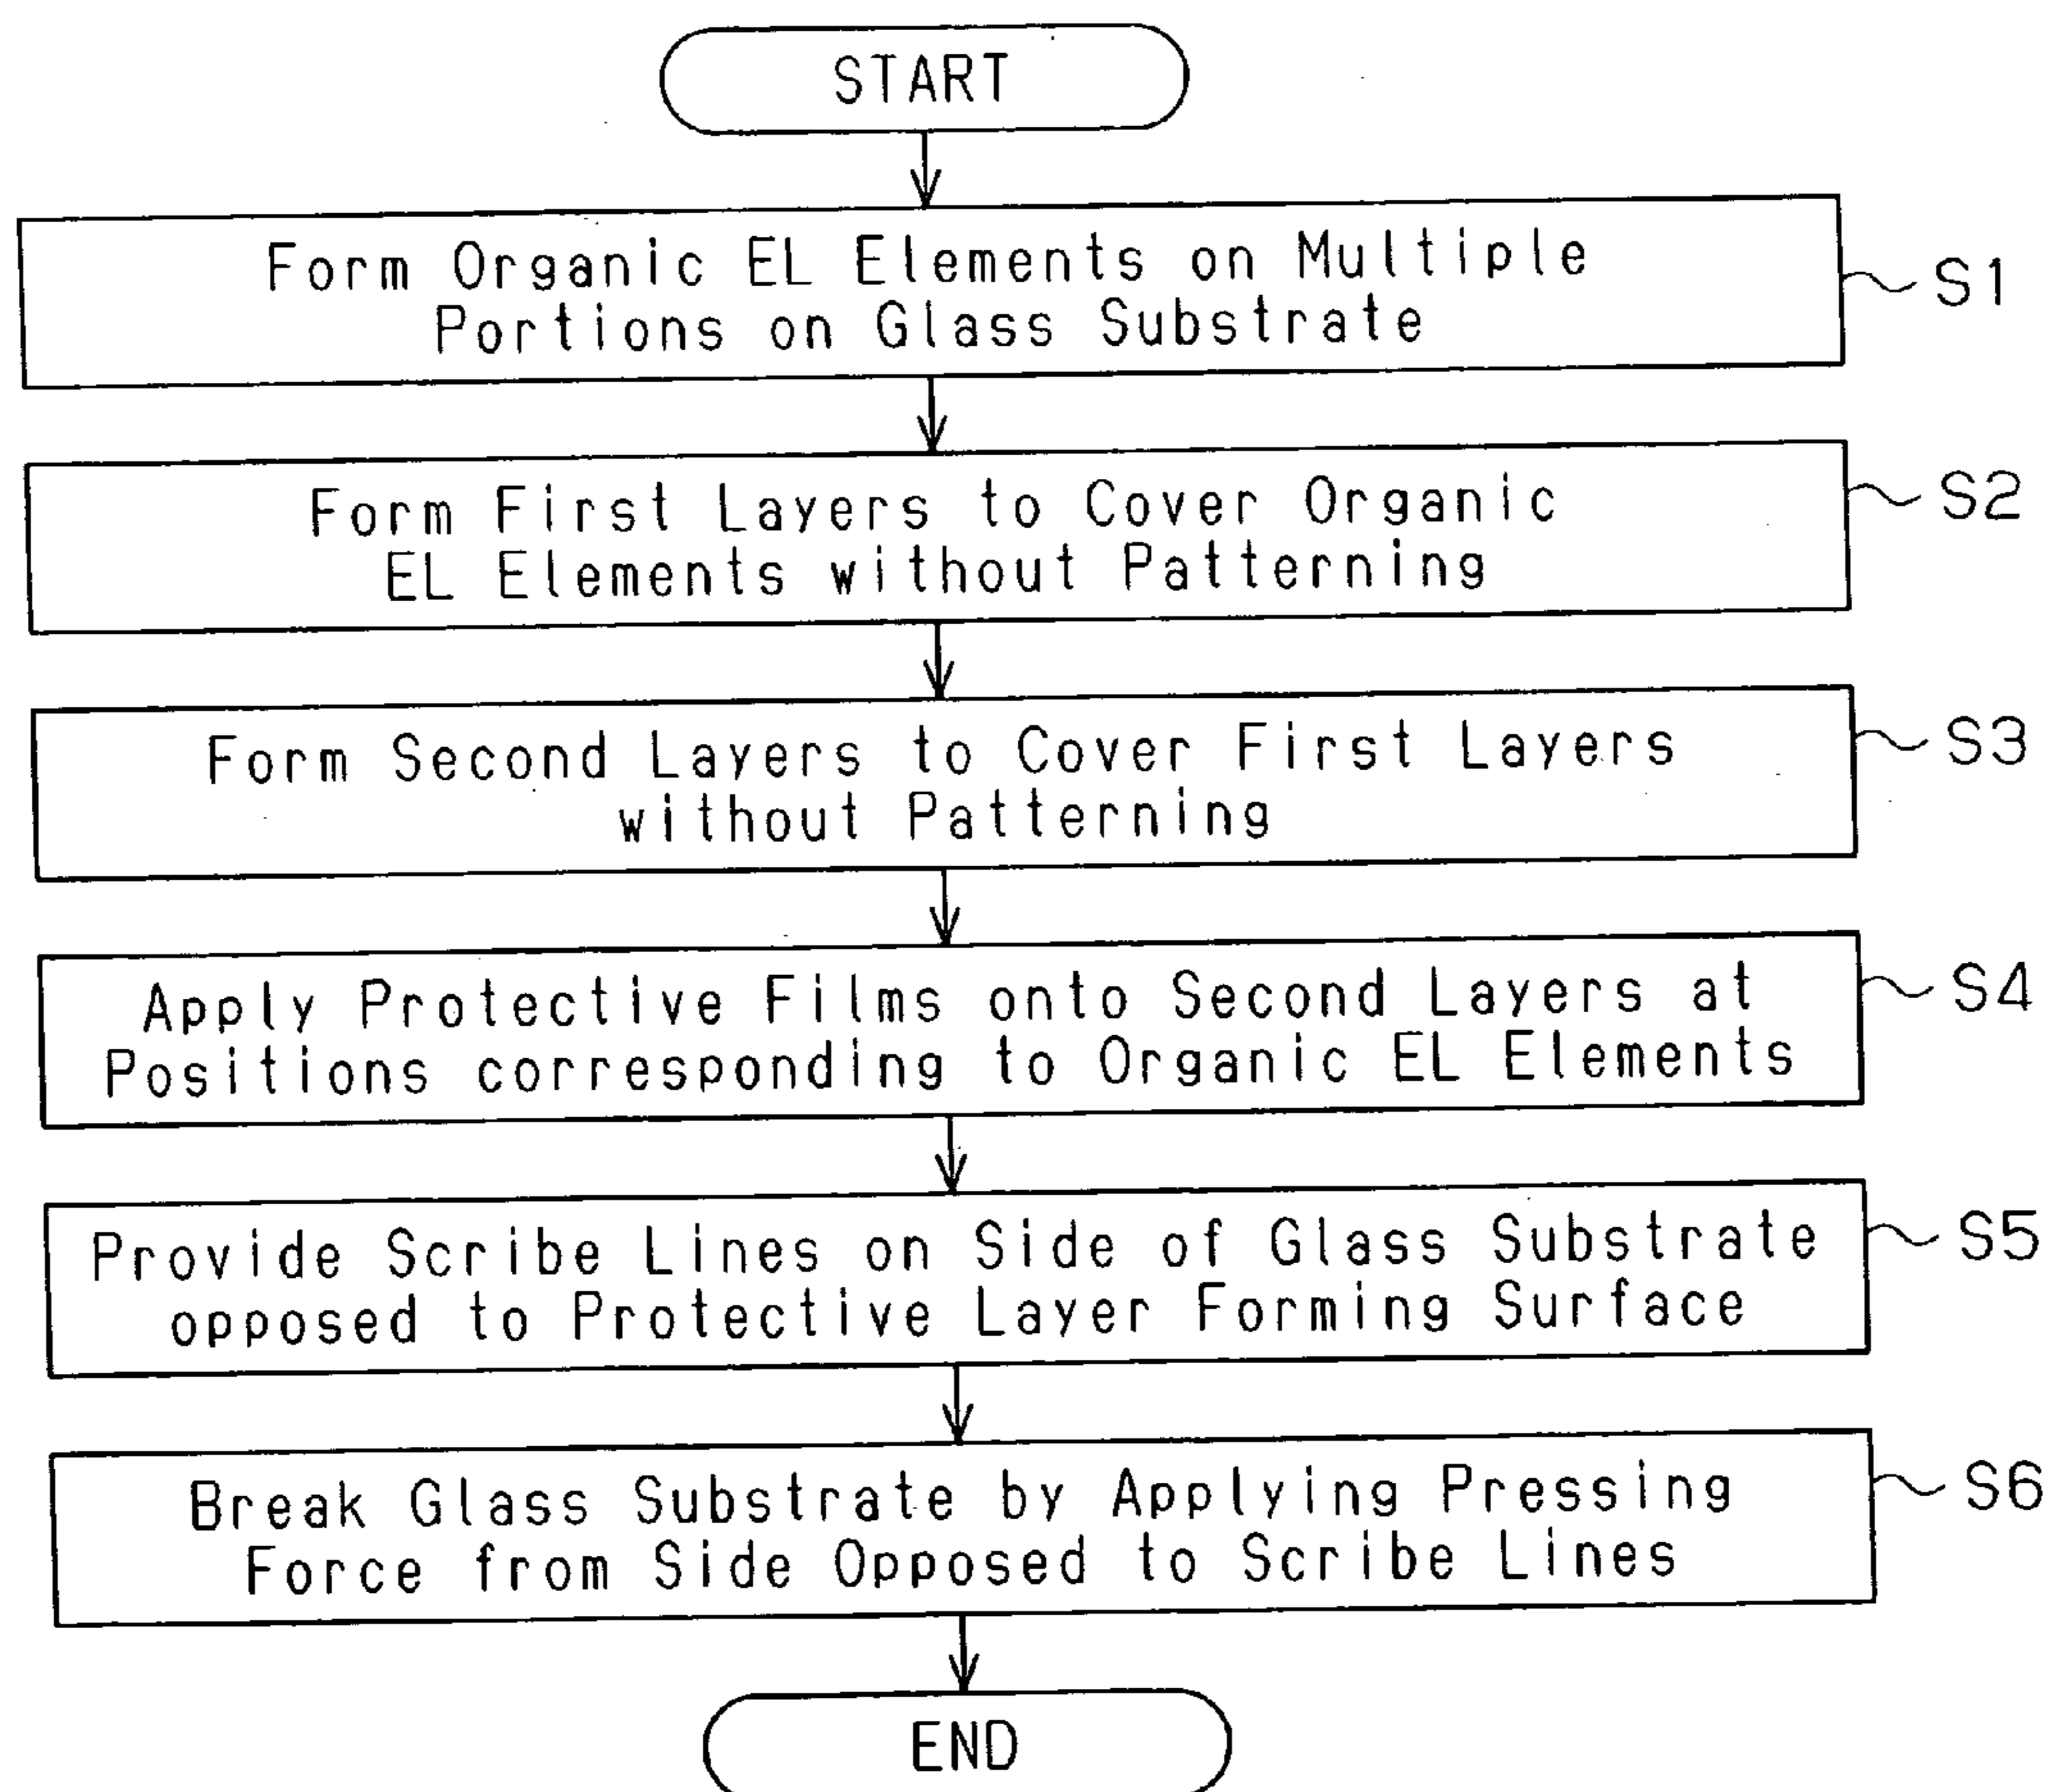 START
Form Organic EL Elements on Multiple
Portions on Glass Substrate
S1
Form First Layers to Cover Organic
EL Elements without Patterning
S2
Form Second Layers to Cover First Layers
without Patterning
S3
Apply Protective Films onto Second Layers at
Positions corresponding to Organic EL Elements
S4
Provide Scribe Lines on Side of Glass Substrate
opposed to Protective Layer Forming Surface
S5
Break Glass Substrate by Applying Pressing
Force from Side Opposed to Scribe Lines
S6
END